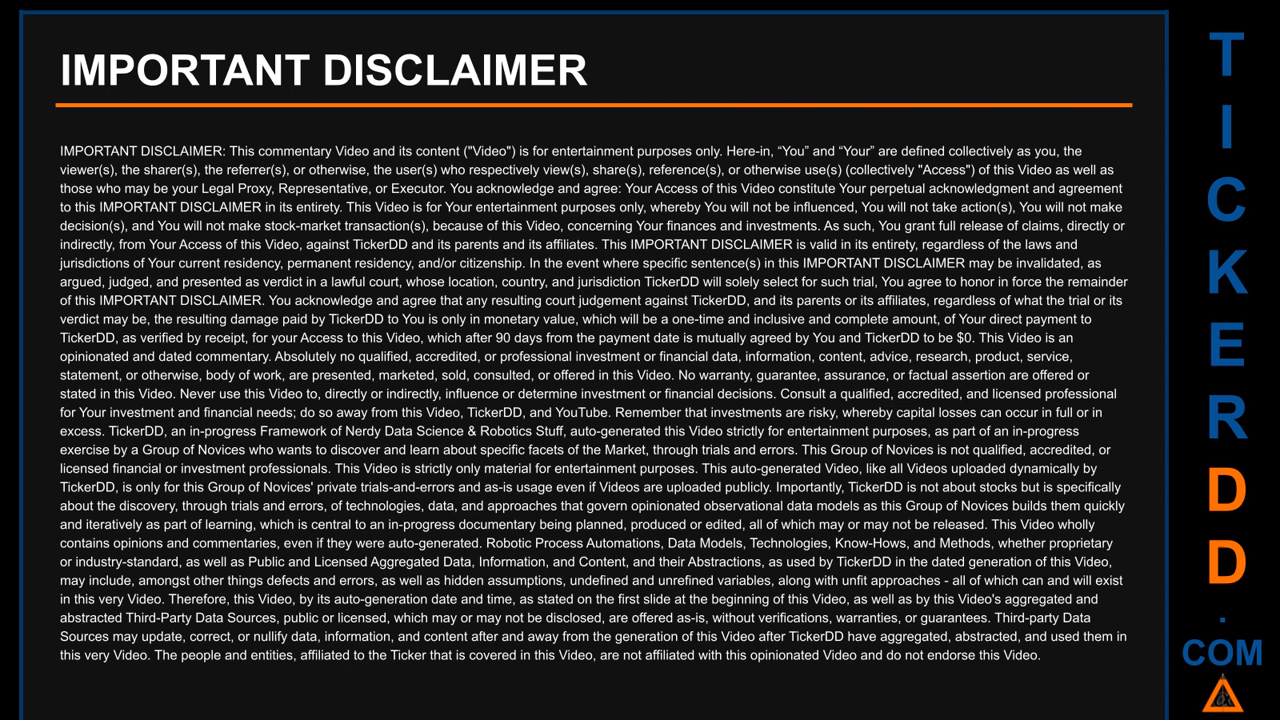 IMPORTANT DISCLAIMER
IMPORTANT DISCLAIMER: This commentary Video and its content ("Video") is for entertainment purposes only. Here-in, “You” and “Your” are defined collectively as you, the
viewer(s), the sharer(s), the referrer(s), or otherwise, the user(s) who respectively view(s), share(s), reference(s), or otherwise use(s) (collectively "Access") of this Video as well as
those who may be your Legal Proxy, Representative, or Executor. You acknowledge and agree: Your Access of this Video constitute Your perpetual acknowledgment and agreement
to this IMPORTANT DISCLAIMER in its entirety. This Video is for Your entertainment purposes only, whereby You will not be influenced, You will not take action(s), You will not make
decision(s), and You will not make stock-market transaction(s), because of this Video, concerning Your finances and investments. As such, You grant full release of claims, directly or
indirectly, from Your Access of this Video, against TickerDD and its parents and its affiliates. This IMPORTANT DISCLAIMER is valid in its entirety, regardless of the laws and
jurisdictions of Your current residency, permanent residency, and/or citizenship. In the event where specific sentence(s) in this IMPORTANT DISCLAIMER may be invalidated, as
argued, judged, and presented as verdict in a lawful court, whose location, country, and jurisdiction TickerDD will solely select for such trial, You agree to honor in force the remainder
of this IMPORTANT DISCLAIMER. You acknowledge and agree that any resulting court judgement against TickerDD, and its parents or its affiliates, regardless of what the trial or its
verdict may be, the resulting damage paid by TickerDD to You is only in monetary value, which will be a one-time and inclusive and complete amount, of Your direct payment to
TickerDD, as verified by receipt, for your Access to this Video, which after 90 days from the payment date is mutually agreed by You and TickerDD to be $0. This Video is an
opinionated and dated commentary. Absolutely no qualified, accredited, or professional investment or financial data, information, content, advice, research, product, service,
statement, or otherwise, body of work, are presented, marketed, sold, consulted, or offered in this Video. No warranty, guarantee, assurance, or factual assertion are offered or
stated in this Video. Never use this Video to, directly or indirectly, influence or determine investment or financial decisions. Consult a qualified, accredited, and licensed professional
for Your investment and financial needs; do so away from this Video, TickerDD, and YouTube. Remember that investments are risky, whereby capital losses can occur in full or in
excess. TickerDD, an in-progress Framework of Nerdy Data Science & Robotics Stuff, auto-generated this Video strictly for entertainment purposes, as part of an in-progress
exercise by a Group of Novices who wants to discover and learn about specific facets of the Market, through trials and errors. This Group of Novices is not qualified, accredited, or
licensed financial or investment professionals. This Video is strictly only material for entertainment purposes. This auto-generated Video, like all Videos uploaded dynamically by
TickerDD, is only for this Group of Novices' private trials-and-errors and as-is usage even if Videos are uploaded publicly. Importantly, TickerDD is not about stocks but is specifically
about the discovery, through trials and errors, of technologies, data, and approaches that govern opinionated observational data models as this Group of Novices builds them quickly
and iteratively as part of learning, which is central to an in-progress documentary being planned, produced or edited, all of which may or may not be released. This Video wholly
contains opinions and commentaries, even if they were auto-generated. Robotic Process Automations, Data Models, Technologies, Know-Hows, and Methods, whether proprietary
or industry-standard, as well as Public and Licensed Aggregated Data, Information, and Content, and their Abstractions, as used by TickerDD in the dated generation of this Video,
may include, amongst other things defects and errors, as well as hidden assumptions, undefined and unrefined variables, along with unfit approaches - all of which can and will exist
in this very Video. Therefore, this Video, by its auto-generation date and time, as stated on the first slide at the beginning of this Video, as well as by this Video's aggregated and
abstracted Third-Party Data Sources, public or licensed, which may or may not be disclosed, are offered as-is, without verifications, warranties, or guarantees. Third-party Data
Sources may update, correct, or nullify data, information, and content after and away from the generation of this Video after TickerDD have aggregated, abstracted, and used them in
this very Video. The people and entities, affiliated to the Ticker that is covered in this Video, are not affiliated with this opinionated Video and do not endorse this Video.
T
I
C
K
E
R
D
D
.
COM